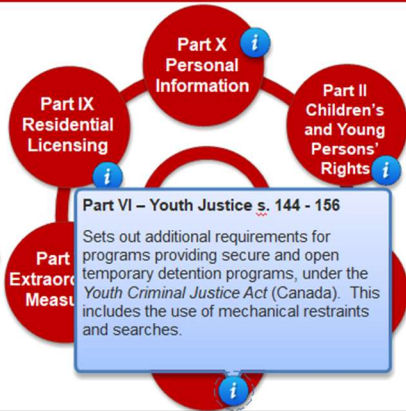 Part X
Personal
Information
Part IX
Residential
Licensing
Part II
Children's
and Young
Persons'
Rights
Part VI – Youth Justice s. 144 - 156
Sets out additional requirements for
programs providing secure and open
temporary detention programs, under the
Youth Criminal Justice Act (Canada).  This
includes the use of mechanical restraints
and searches.
Part